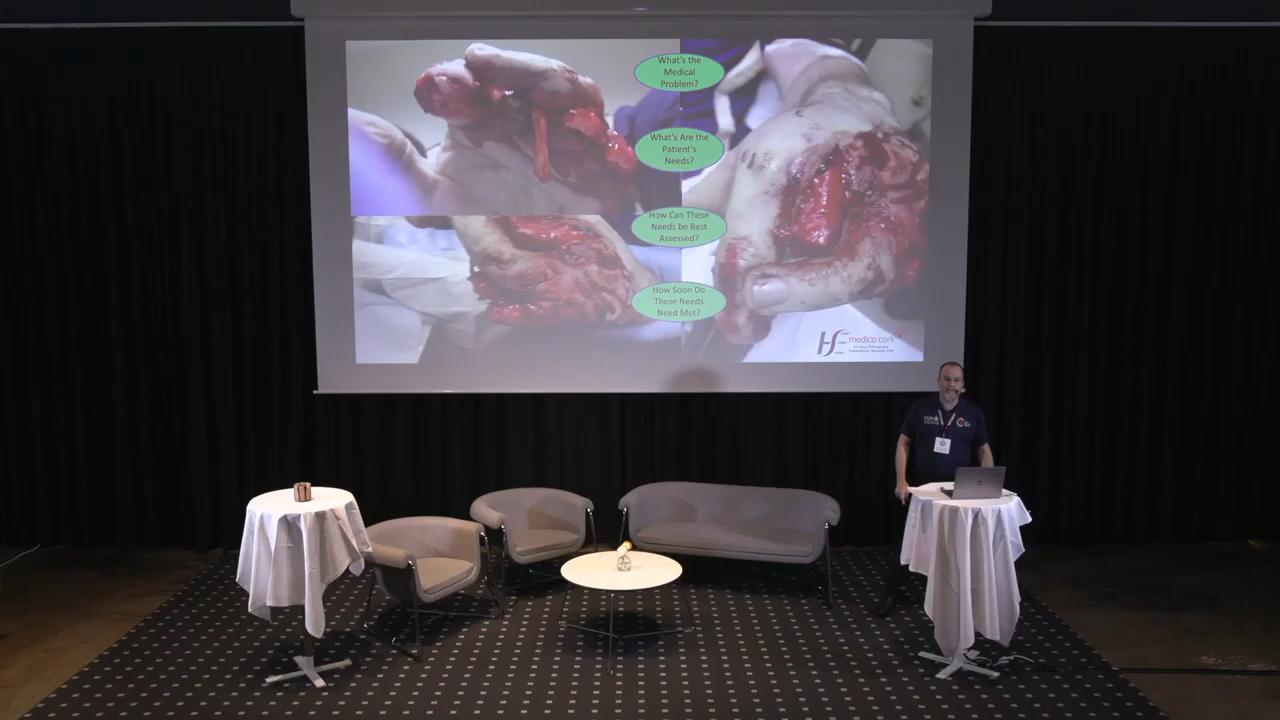 What's the
Medical
Problem?
What's Are the
Patient's
Needs?
How Can These
Needs be Best
Assessed?
How Soon Do
These Needs
Need Met?
medico cork